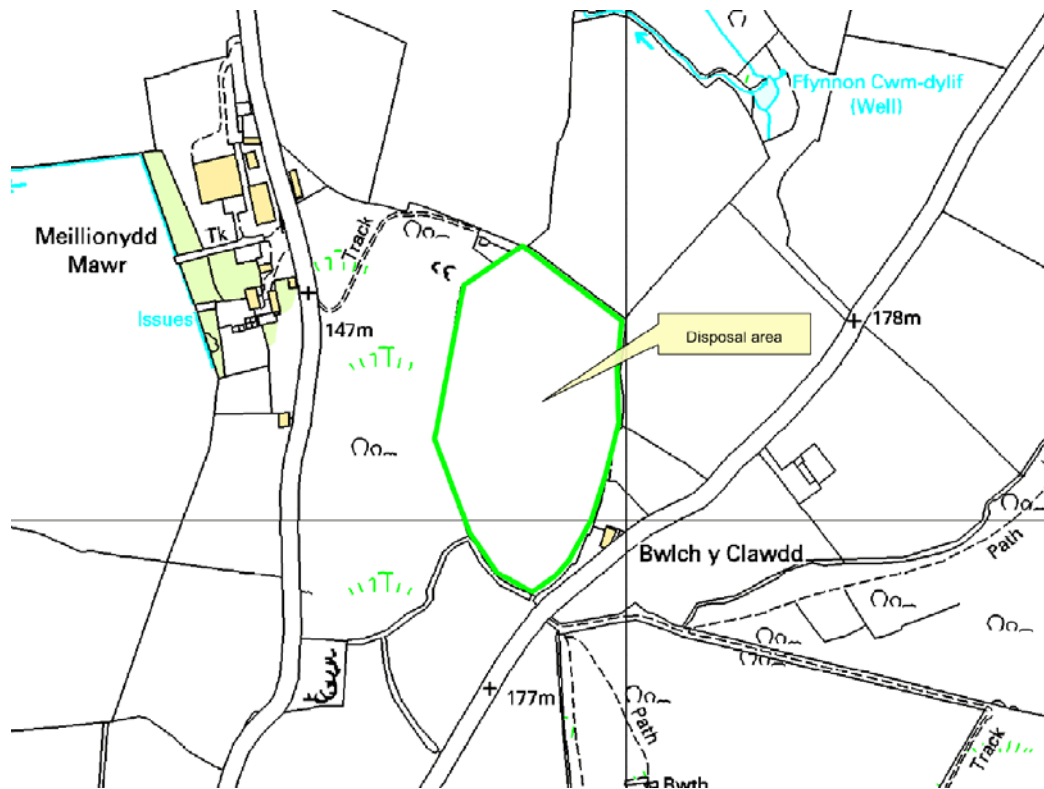 Ffynnon Cwm-dylif
(Well)
Meillionydd
Mawr
Tk
Track
Issues
147m
178m
Disposal area
Bwlch y Clawdd
Path
177m
Path
Track
Bwth